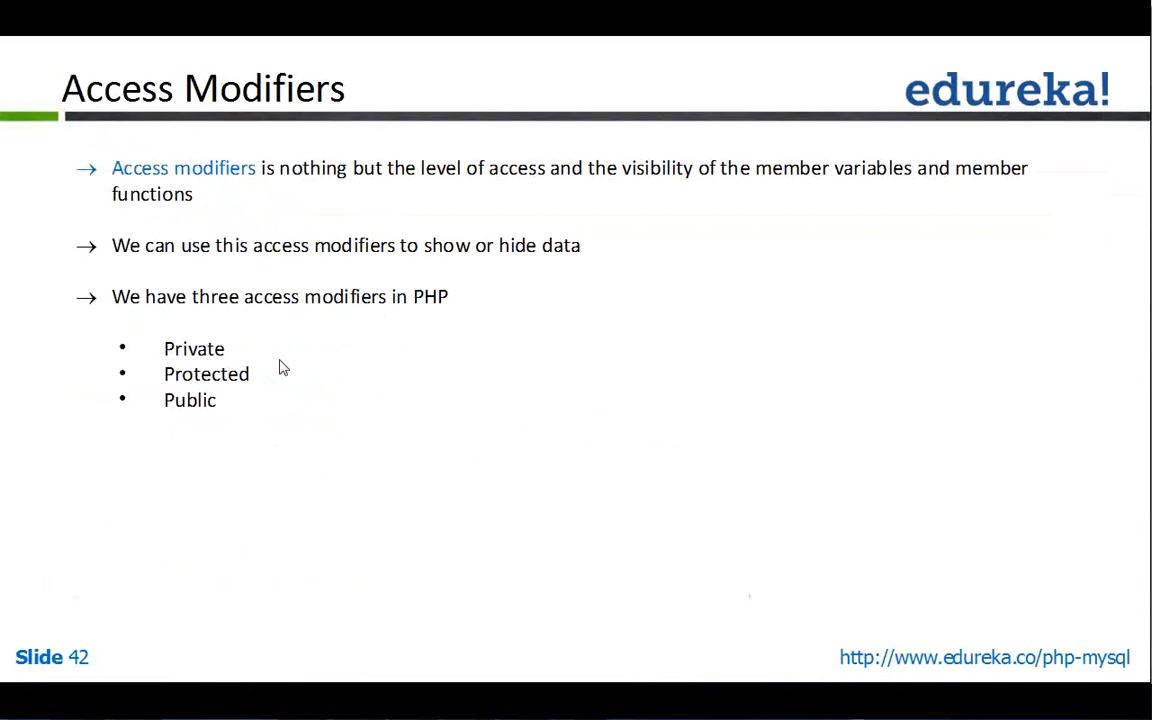 Access Modifiers
edureka!
→ Access modifiers is nothing but the level of access and the visibility of the member variables and member
functions
→ We can use this access modifiers to show or hide data
→ We have three access modifiers in PHP
• Private
• Protected
• Public
Slide 42
http://www.edureka.co/php-mysql